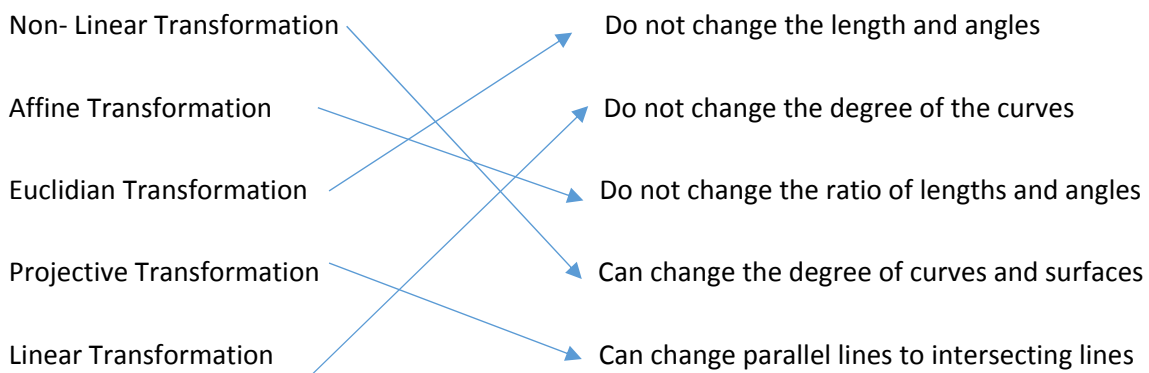 Non- Linear Transformation Do not change the length and angles
Affine Transformation Do not change the degree of the curves
Euclidian Transformation Do not change the ratio of lengths and angles
Projective Transformation Can change the degree of curves and surfaces
Linear Transformation Can change parallel lines to intersecting lines